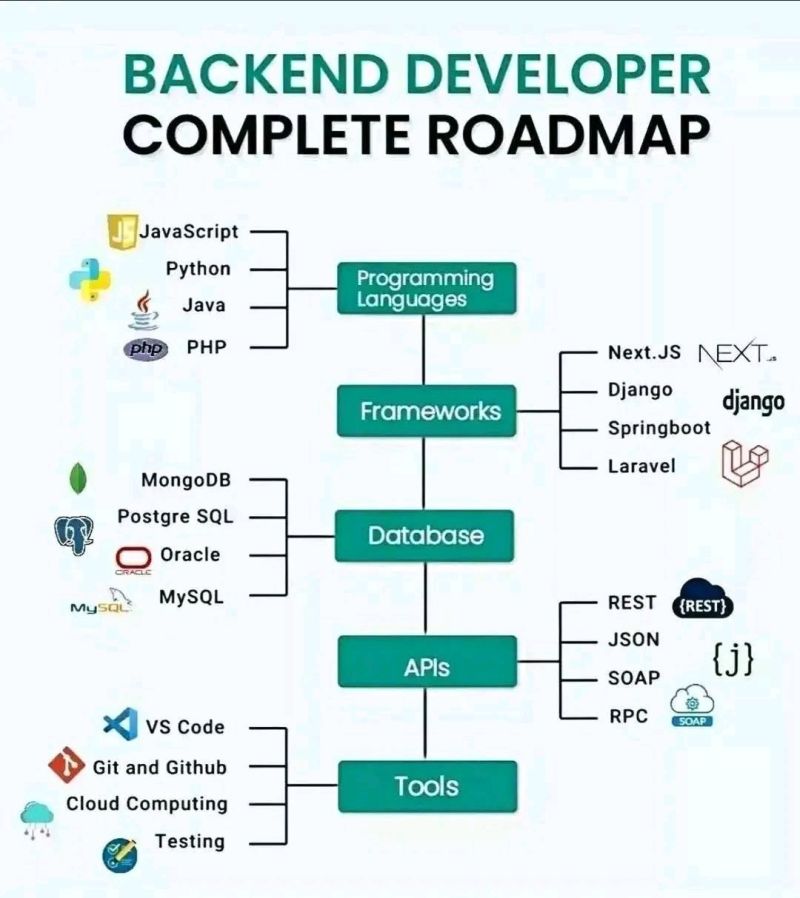 BACKEND DEVELOPER
COMPLETE ROADMAP
JS
JavaScript
Python
Java
php
PHP
Programming
Languages
Next.JS
NEXT.JS
Django
django
Springboot
Laravel
Frameworks
MongoDB
Postgre SQL
Oracle
ORACLE
MySQL
MySQL
Database
REST
{REST}
JSON
{j}
SOAP
RPC
SOAP
APIs
VS Code
Git and Github
Cloud Computing
Testing
Tools